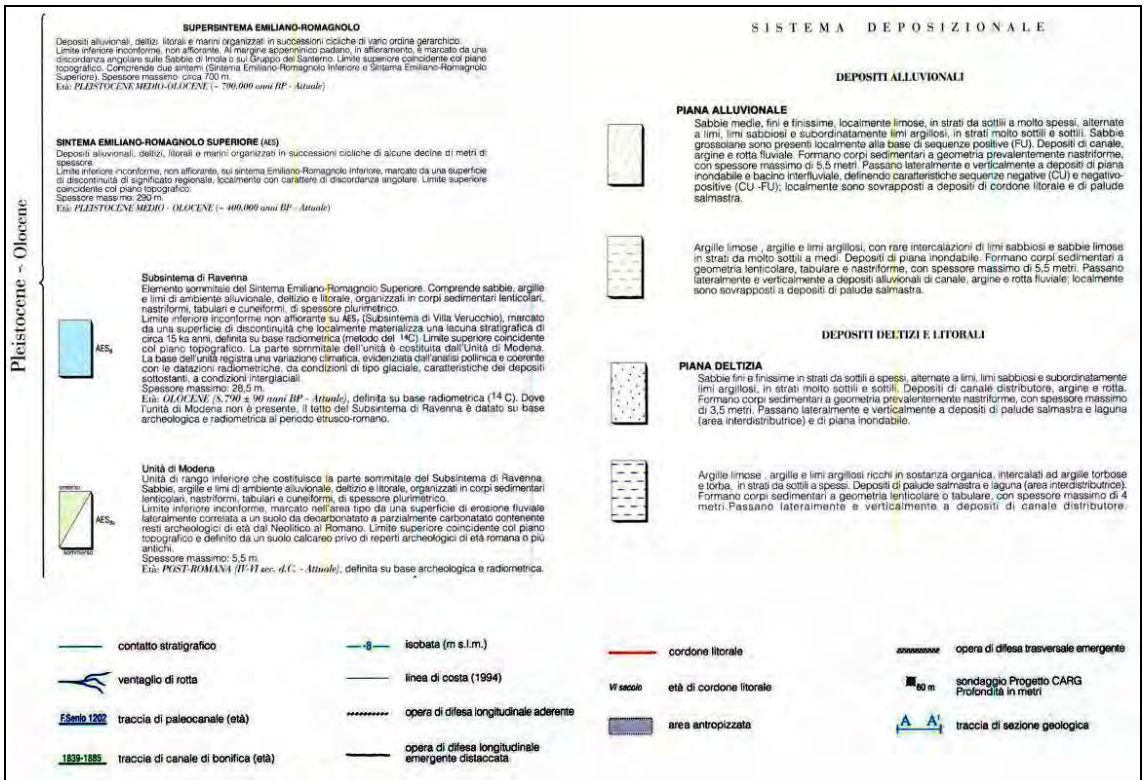 Pleistocene - Olocene
SUPERSINTEMA EMILIANO-ROMAGNOLO
Depositi alluvionali, deltizi, litorali e marini organizzati in successioni cicliche di vario ordine gerarchico.
Limite inferiore inconforme, non affiorante. Al margine appenninico padano, in affioramento, è marcato da una
discordanza angolare sulle Sabbie di Imola o sul Gruppo del Santerno. Limite superiore coincidente col piano
topografico. Comprende due sintemi (Sintema Emiliano-Romagnolo Inferiore e Sintema Emiliano-Romagnolo
Superiore). Spessore massimo: circa 700 m.
Età: PLEISTOCENE MEDIO-OLOCENE (~ 700.000 anni BP - Attuale)
SINTEMA EMILIANO-ROMAGNOLO SUPERIORE (AES)
Depositi alluvionali, deltizi, litorali e marini organizzati in successioni cicliche di alcune decine di metri di
spessore.
Limite inferiore inconforme, non affiorante, sul sintema Emiliano-Romagnolo Inferiore, marcato da una superficie
di discontinuità di significato regionale, localmente con carattere di discordanza angolare. Limite superiore
coincidente col piano topografico.
Spessore massimo: 290 m.
Età: PLEISTOCENE MEDIO - OLOCENE (~ 400.000 anni BP - Attuale)
AES8
Subsintema di Ravenna
Elemento sommitale del Sintema Emiliano-Romagnolo Superiore. Comprende sabbie, argille
e limi di ambiente alluvionale, deltizio e litorale, organizzati in corpi sedimentari lenticolari,
nastriformi, tabulari e cuneiformi, di spessore plurimetrico.
Limite inferiore inconforme non affiorante su AES7 (Subsintema di Villa Verucchio), marcato
da una superficie di discontinuità che localmente materializza una lacuna stratigrafica di
circa 15 ka anni, definita su base radiometrica (metodo del 14C). Limite superiore coincidente
col piano topografico. La parte sommitale dell'unità è costituita dall'Unità di Modena.
La base dell'unità registra una variazione climatica, evidenziata dall'analisi pollinica e coerente
con le datazioni radiometriche, da condizioni di tipo glaciale, caratteristiche dei depositi
sottostanti, a condizioni interglaciali.
Spessore massimo: 28,5 m.
Età: OLOCENE (8.790 ± 90 anni BP - Attuale), definita su base radiometrica (14 C). Dove
l'unità di Modena non è presente, il tetto del Subsintema di Ravenna è datato su base
archeologica e radiometrica al periodo etrusco-romano.
emerso
AES8a
sommerso
Unità di Modena
Unità di rango inferiore che costituisce la parte sommitale del Subsintema di Ravenna.
Sabbie, argille e limi di ambiente alluvionale, deltizio e litorale, organizzati in corpi sedimentari
lenticolari, nastriformi, tabulari e cuneiformi, di spessore plurimetrico.
Limite inferiore inconforme, marcato nell'area tipo da una superficie di erosione fluviale
lateralmente correlata a un suolo da decarbonatato a parzialmente carbonatato contenente
resti archeologici di età dal Neolitico al Romano. Limite superiore coincidente col piano
topografico e definito da un suolo calcareo privo di reperti archeologici di età romana o più
antichi.
Spessore massimo: 5,5 m.
Età: POST-ROMANA (IV-VI sec. d.C. - Attuale), definita su base archeologica e radiometrica.
SISTEMA DEPOSIZIONALE
DEPOSITI ALLUVIONALI
PIANA ALLUVIONALE
Sabbie medie, fini e finissime, localmente limose, in strati da sottili a molto spessi, alternate
a limi, limi sabbiosi e subordinatamente limi argillosi, in strati molto sottili e sottili. Sabbie
grossolane sono presenti localmente alla base di sequenze positive (FU). Depositi di canale,
argine e rotta fluviale. Formano corpi sedimentari a geometria prevalentemente nastriforme,
con spessore massimo di 5,5 metri. Passano lateralmente e verticalmente a depositi di piana
inondabile e bacino interfluviale, definendo caratteristiche sequenze negative (CU) e negativo-
positive (CU -FU); localmente sono sovrapposti a depositi di cordone litorale e di palude
salmastra.
Argille limose , argille e limi argillosi, con rare intercalazioni di limi sabbiosi e sabbie limose
in strati da molto sottili a medi. Depositi di piana inondabile. Formano corpi sedimentari a
geometria lenticolare, tabulare e nastriforme, con spessore massimo di 5,5 metri. Passano
lateralmente e verticalmente a depositi alluvionali di canale, argine e rotta fluviale; localmente
sono sovrapposti a depositi di palude salmastra.
DEPOSITI DELTIZI E LITORALI
PIANA DELTIZIA
Sabbie fini e finissime in strati da sottili a spessi, alternate a limi, limi sabbiosi e subordinatamente
limi argillosi, in strati molto sottili e sottili. Depositi di canale distributore, argine e rotta.
Formano corpi sedimentari a geometria prevalentemente nastriforme, con spessore massimo
di 3,5 metri. Passano lateralmente e verticalmente a depositi di palude salmastra e laguna
(area interdistributrice) e di piana inondabile.
Argille limose , argille e limi argillosi ricchi in sostanza organica, intercalati ad argille torbose
e torba, in strati da sottili a spessi. Depositi di palude salmastra e laguna (area interdistributrice).
Formano corpi sedimentari a geometria lenticolare o tabulare, con spessore massimo di 4
metri.Passano lateralmente e verticalmente a depositi di canale distributore.
contatto stratigrafico
ventaglio di rotta
F.Senio 1202 traccia di paleocanale (età)
1839-1885 traccia di canale di bonifica (età)
-8 isobata (m s.l.m.)
linea di costa (1994)
opera di difesa longitudinale aderente
opera di difesa longitudinale
emergente distaccata
cordone litorale
VI secolo età di cordone litorale
area antropizzata
opera di difesa trasversale emergente
60 m sondaggio Progetto CARG
Profondità in metri
A A' traccia di sezione geologica